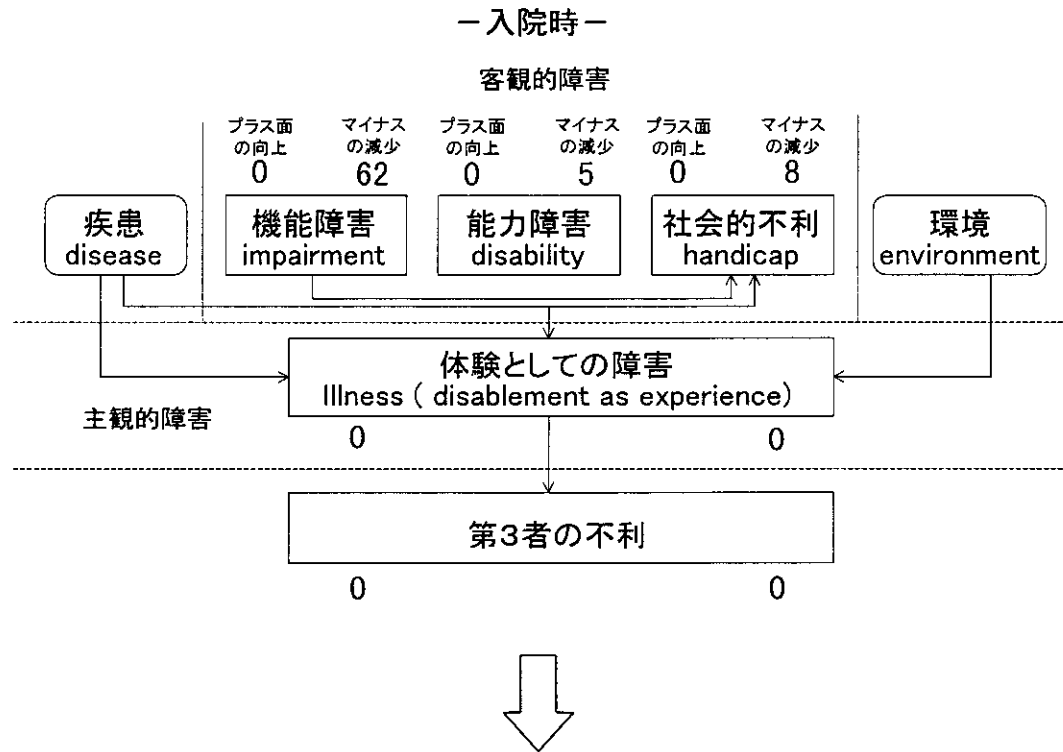 －入院時－
客観的障害
プラス面 マイナス プラス面 マイナス プラス面 マイナス
の向上 の減少 の向上 の減少 の向上 の減少
0 62 0 5 0 8
疾患 機能障害 能力障害 社会的不利 環境
disease impairment disability handicap environment
体験としての障害
Illness ( disablement as experience)
主観的障害
0 0
第3者の不利
0 0